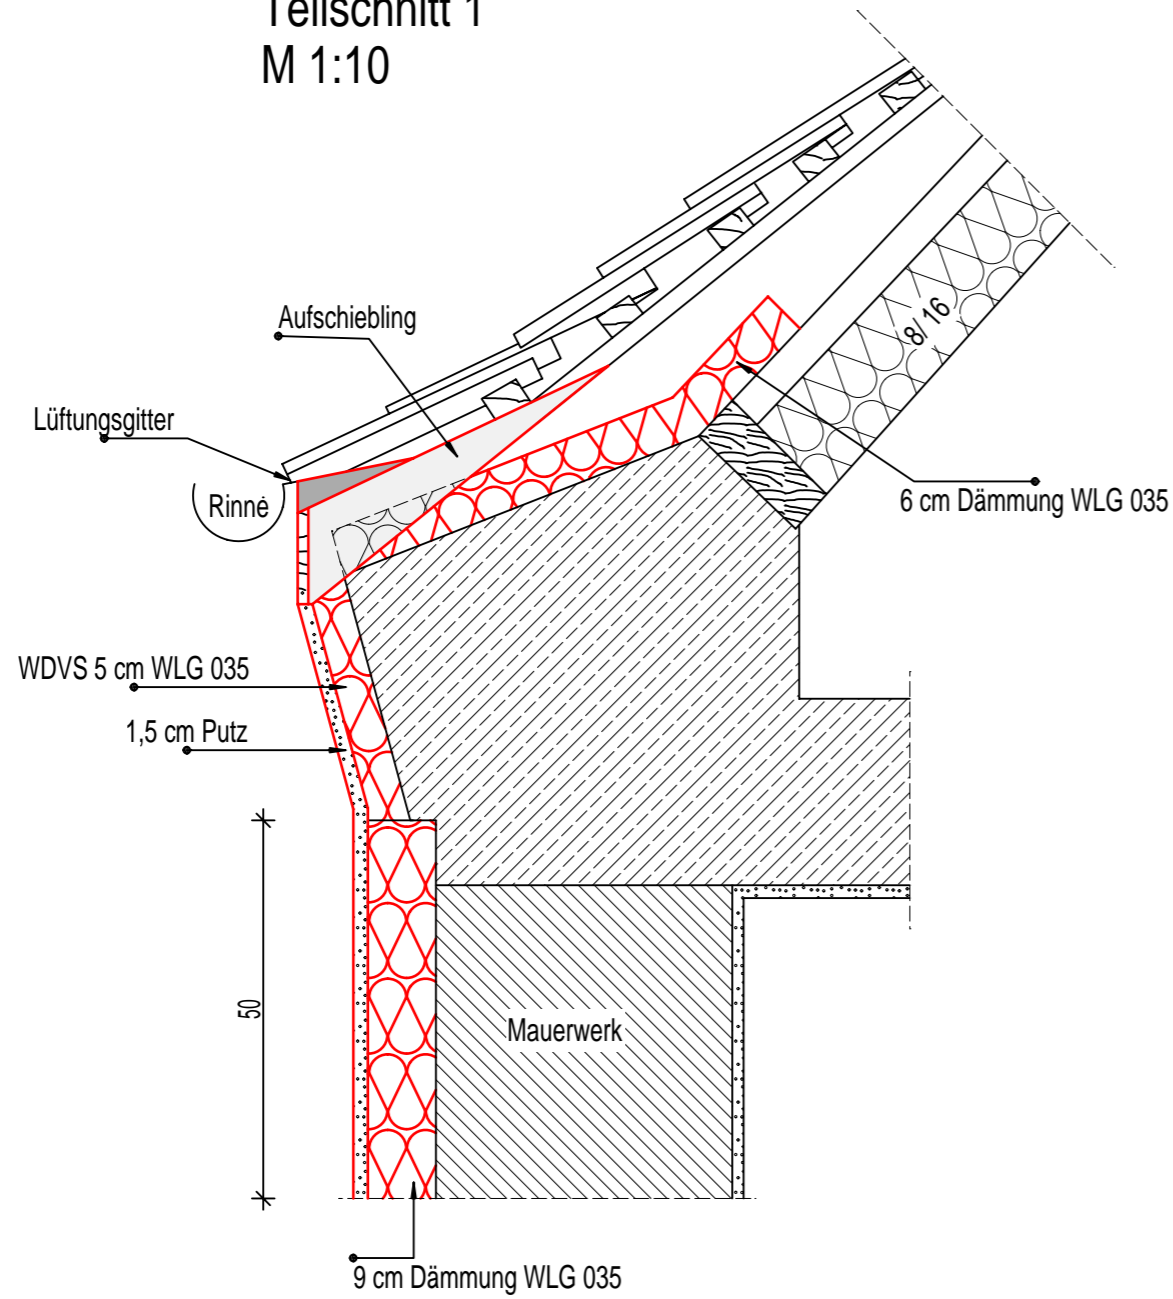 Teilschnitt 1
M 1:10
Aufschiebling
Lüftungsgitter
Rinne
8/16
6 cm Dämmung WLG 035
WDVS 5 cm WLG 035
1,5 cm Putz
50
Mauerwerk
9 cm Dämmung WLG 035